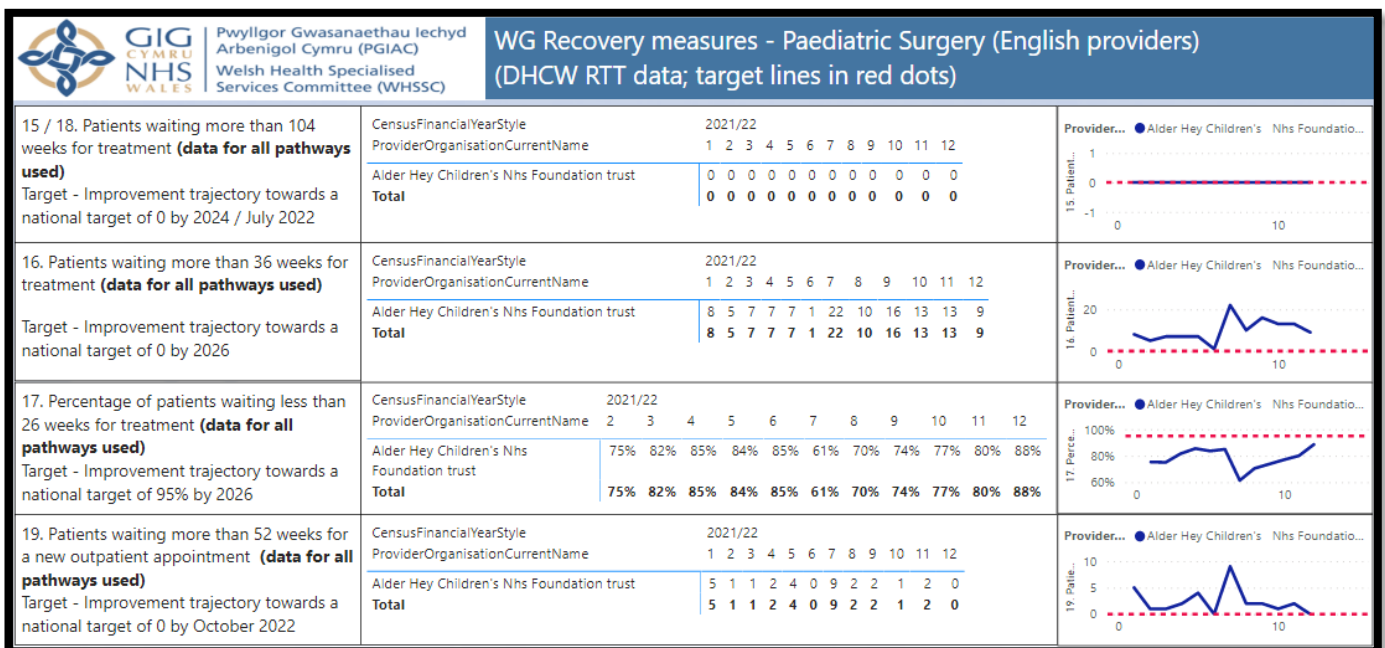 GIG
CYMRU
NHS
WALES
Pwyllgor Gwasanaethau Iechyd
Arbenigol Cymru (PGIAC)
Welsh Health Specialised
Services Committee (WHSSC)
WG Recovery measures - Paediatric Surgery (English providers)
(DHCW RTT data; target lines in red dots)
15 / 18. Patients waiting more than 104
weeks for treatment (data for all pathways
used)
Target - Improvement trajectory towards a
national target of 0 by 2024 / July 2022
CensusFinancialYearStyle 2021/22
ProviderOrganisationCurrentName 1 2 3 4 5 6 7 8 9 10 11 12
Alder Hey Children's Nhs Foundation trust 0 0 0 0 0 0 0 0 0 0 0 0
Total 0 0 0 0 0 0 0 0 0 0 0 0
Provider... Alder Hey Children's Nhs Foundatio...
15. Patient...
1
0
-1
0 10
16. Patients waiting more than 36 weeks for
treatment (data for all pathways used)
Target - Improvement trajectory towards a
national target of 0 by 2026
CensusFinancialYearStyle 2021/22
ProviderOrganisationCurrentName 1 2 3 4 5 6 7 8 9 10 11 12
Alder Hey Children's Nhs Foundation trust 8 5 7 7 7 1 22 10 16 13 13 9
Total 8 5 7 7 7 1 22 10 16 13 13 9
Provider... Alder Hey Children's Nhs Foundatio...
16. Patient...
20
0
0 10
17. Percentage of patients waiting less than
26 weeks for treatment (data for all
pathways used)
Target - Improvement trajectory towards a
national target of 95% by 2026
CensusFinancialYearStyle 2021/22
ProviderOrganisationCurrentName 2 3 4 5 6 7 8 9 10 11 12
Alder Hey Children's Nhs 75% 82% 85% 84% 85% 61% 70% 74% 77% 80% 88%
Foundation trust
Total 75% 82% 85% 84% 85% 61% 70% 74% 77% 80% 88%
Provider... Alder Hey Children's Nhs Foundatio...
17. Perce...
100%
80%
60%
0 10
19. Patients waiting more than 52 weeks for
a new outpatient appointment (data for all
pathways used)
Target - Improvement trajectory towards a
national target of 0 by October 2022
CensusFinancialYearStyle 2021/22
ProviderOrganisationCurrentName 1 2 3 4 5 6 7 8 9 10 11 12
Alder Hey Children's Nhs Foundation trust 5 1 1 2 4 0 9 2 2 1 2 0
Total 5 1 1 2 4 0 9 2 2 1 2 0
Provider... Alder Hey Children's Nhs Foundatio...
19. Patie...
10
5
0
0 10